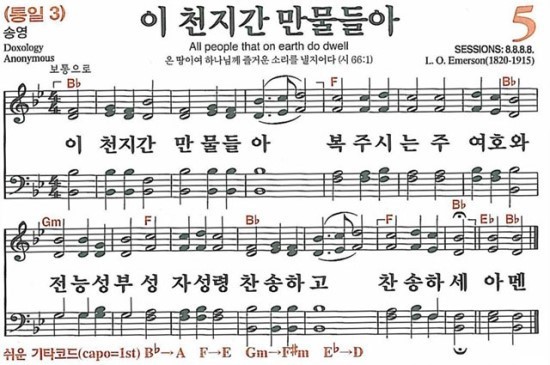 (통일 3)
이 천지간 만물들아
5
송영
Doxology
Anonymous
All people that on earth do dwell
온 땅이여 하나님께 즐거운 소리를 낼지어다 (시 66:1)
SESSIONS: 8.8.8.8.
L. O. Emerson(1820-1915)
보통으로
B♭ F B♭
이 천지간 만물들아 복 주시는 주 여호와
Gm F B♭ F B♭ E♭ B♭
전능성부 성자성령 찬송하고 찬송하세 아멘
쉬운 기타코드(capo=1st) B♭→A F→E Gm→F#m E♭→D